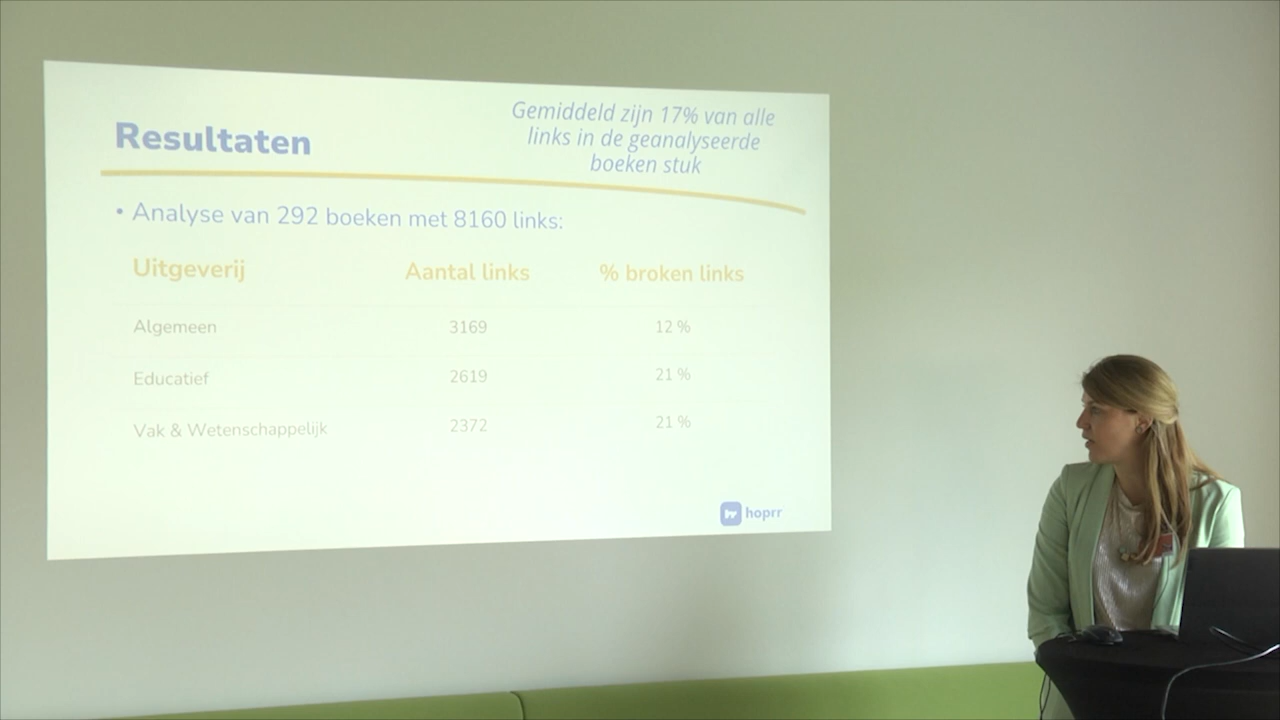 Resultaten
Gemiddeld zijn 17% van alle
links in de geanalyseerde
boeken stuk
• Analyse van 292 boeken met 8160 links:
Uitgeverij Aantal links % broken links
Algemeen 3169 12 %
Educatief 2619 21 %
Vak & Wetenschappelijk 2372 21 %
hoprr